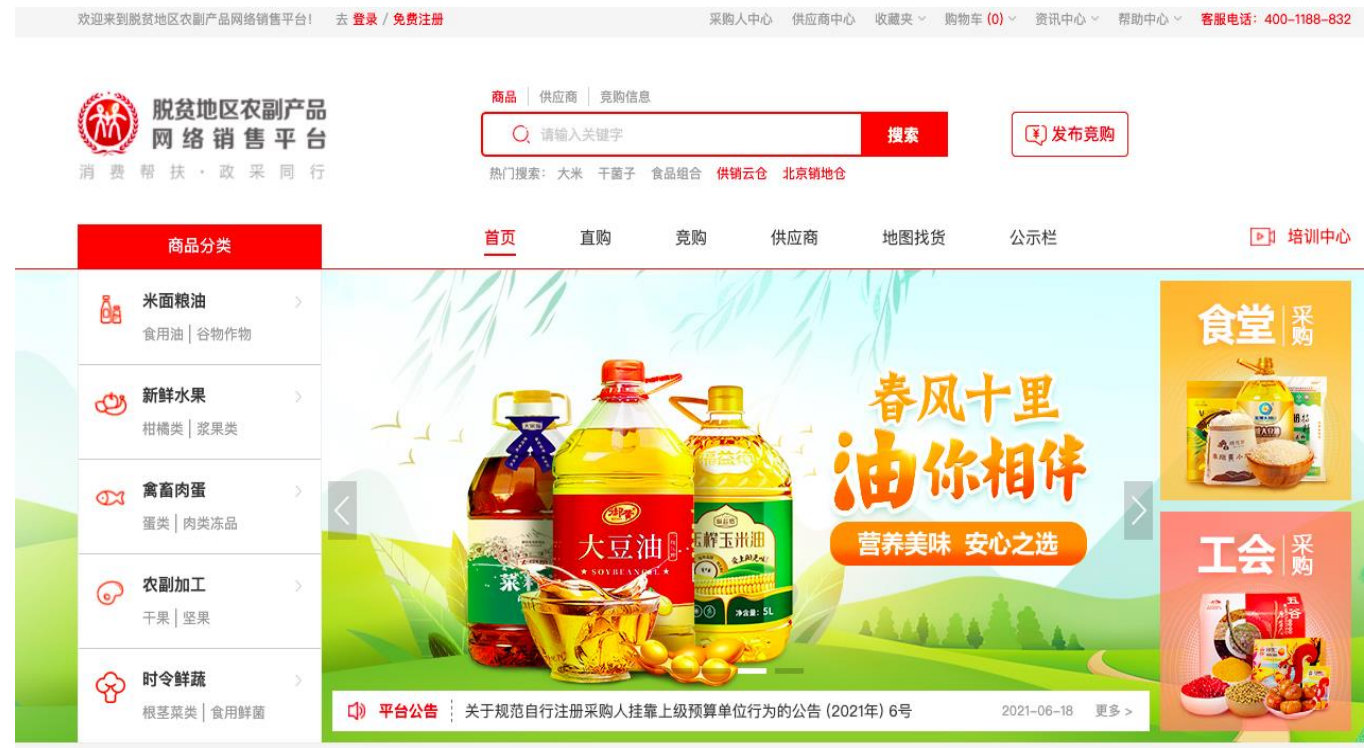 欢迎来到脱贫地区农副产品网络销售平台! 去 登录 / 免费注册
采购人中心 供应商中心 收藏夹 购物车 (0) 资讯中心 帮助中心 客服电话: 400-1188-832
脱贫地区农副产品
网络销售平台
消费帮扶·政采同行
商品 供应商 竞购信息
请输入关键字 搜索
发布竞购
热门搜索: 大米 干菌子 食品组合 供销云仓 北京销地仓
商品分类
首页 直购 竞购 供应商 地图找货 公示栏
培训中心
米面粮油
食用油 | 谷物作物
新鲜水果
柑橘类 | 浆果类
禽畜肉蛋
蛋类 | 肉类冻品
农副加工
干果 | 坚果
时令鲜蔬
根茎菜类 | 食用鲜菌
春风十里
油你相伴
营养美味 安心之选
大豆油
净含量: 5L
食堂 采购
工会 采购
五谷
平台公告 关于规范自行注册采购人挂靠上级预算单位行为的公告 (2021年) 6号 2021-06-18 更多 >